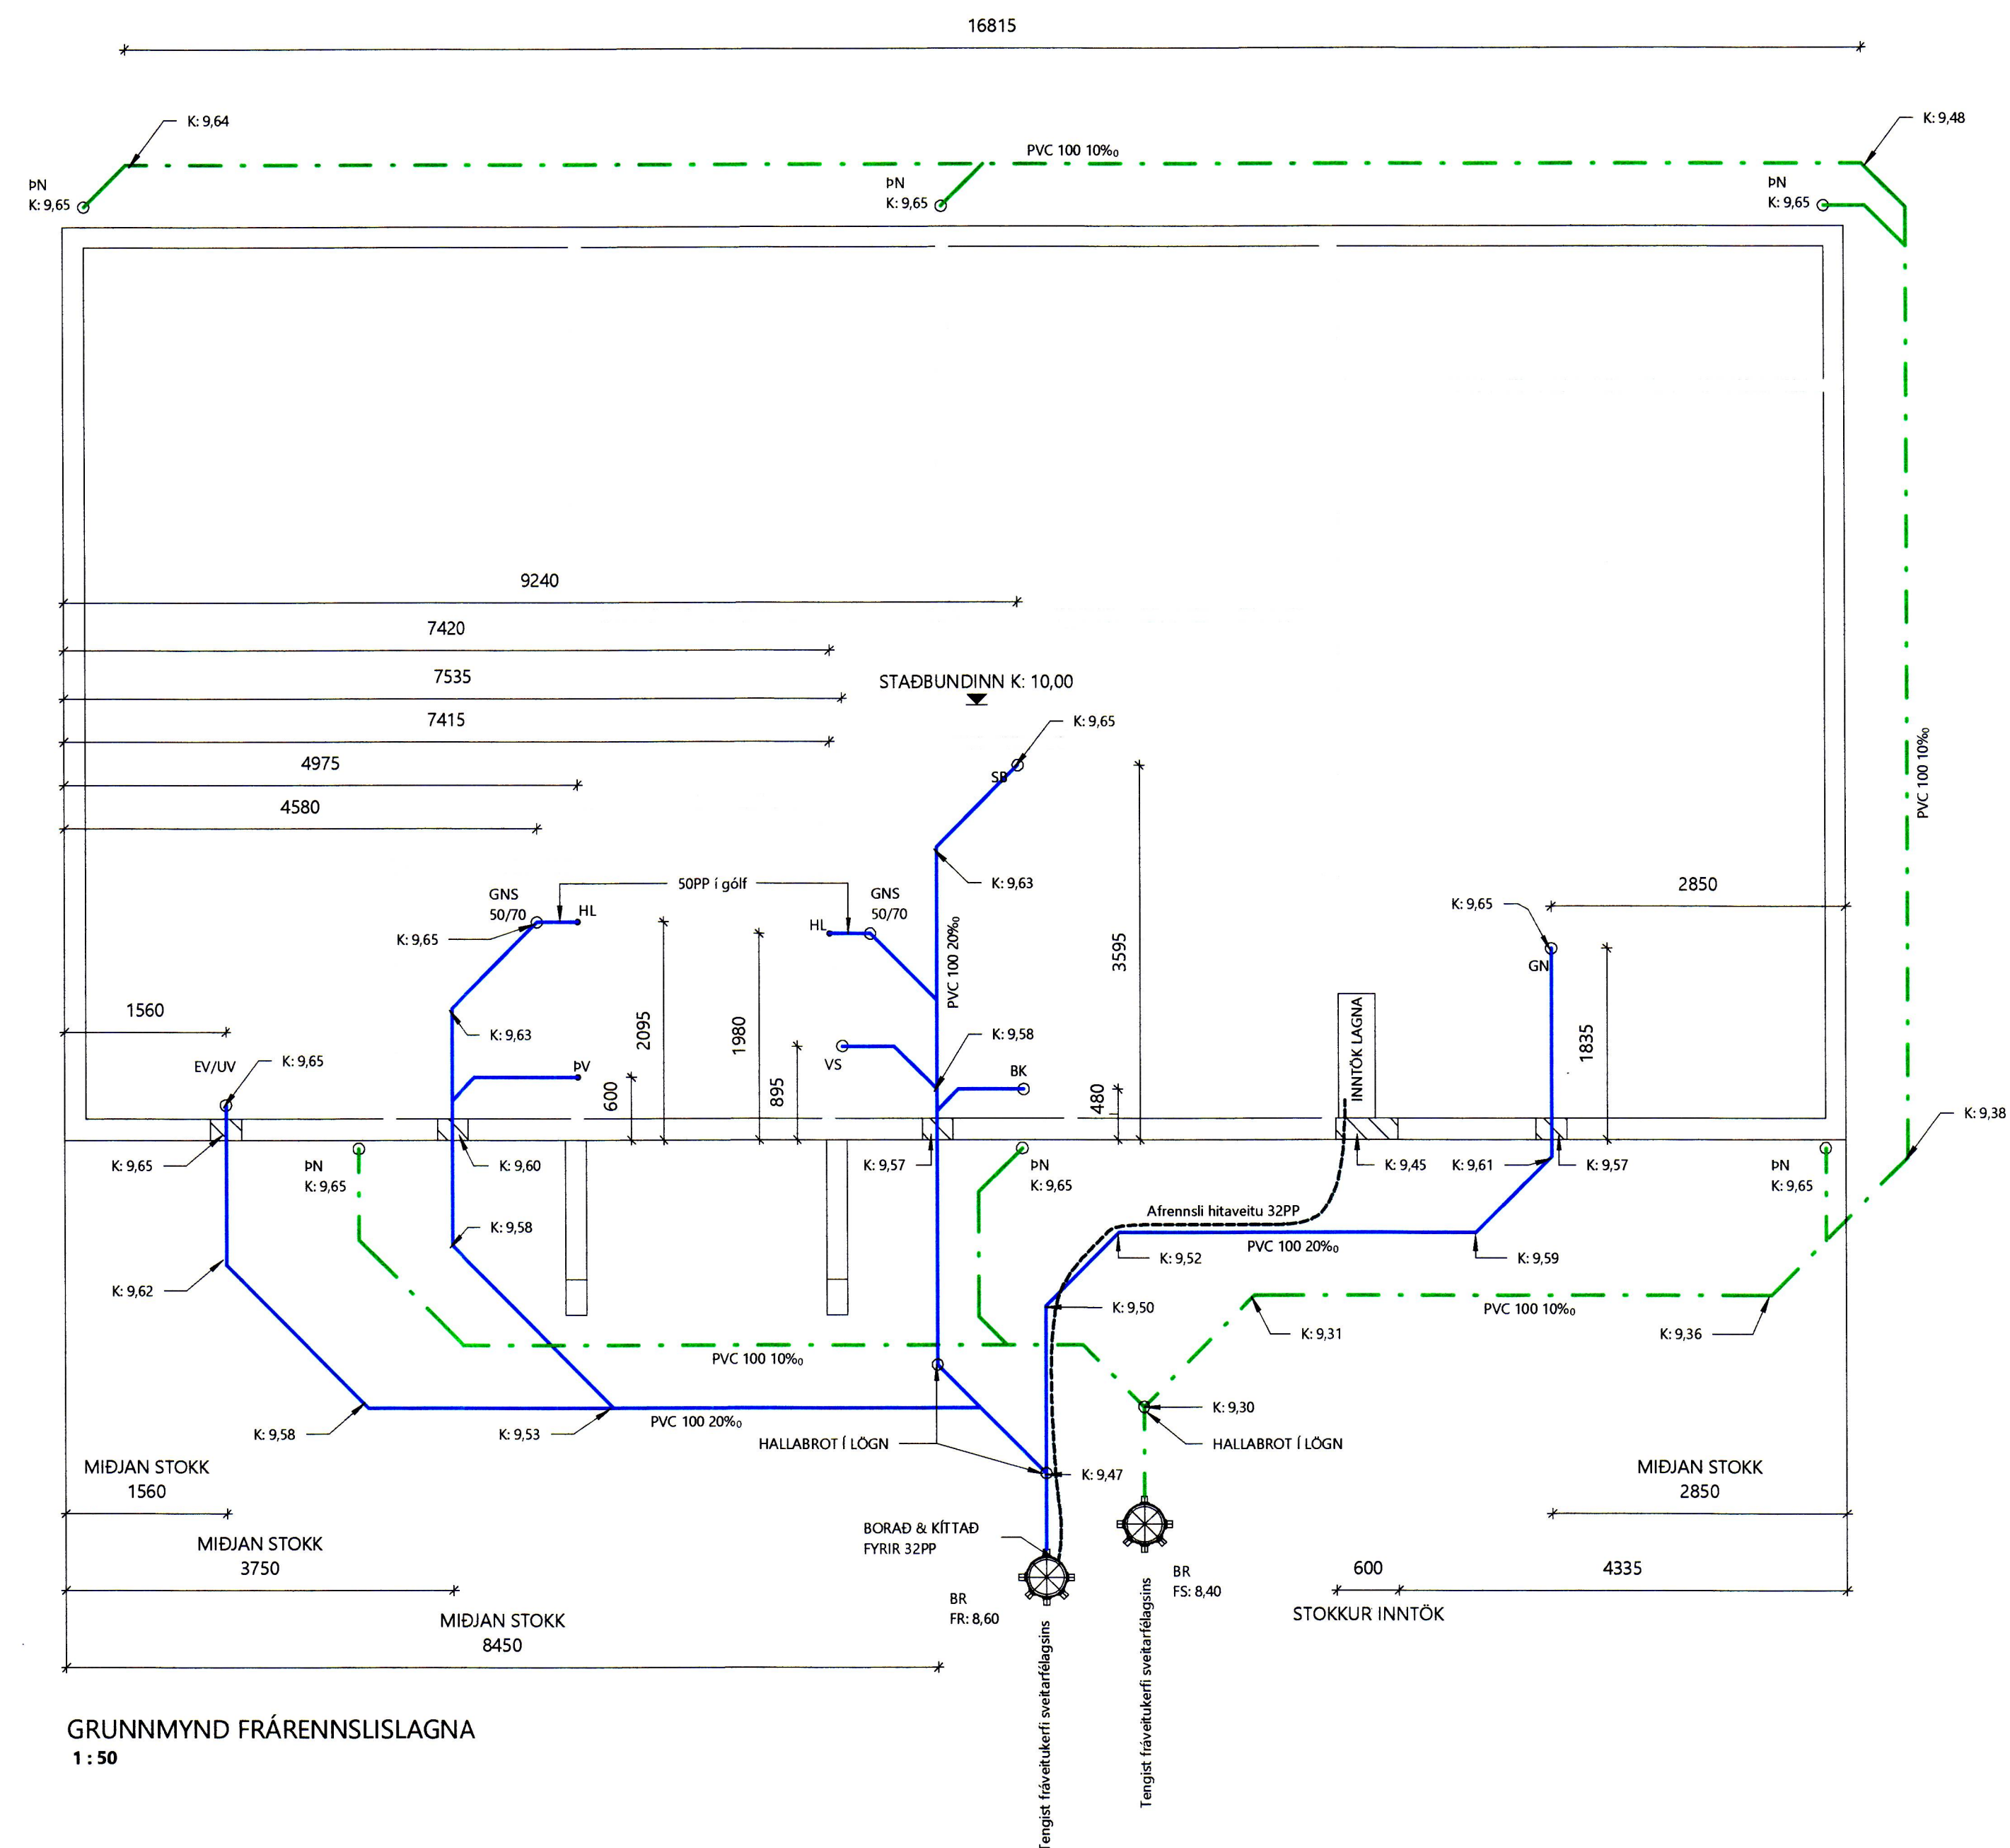 16815
K: 9,64
K: 9,48
PVC 100 10‰
ÞN
K: 9,65
ÞN
K: 9,65
ÞN
K: 9,65
9240
7420
7535
STAÐBUNDINN K: 10,00
7415
K: 9,65
4975
SB
PVC 100 10‰
4580
50PP í gólf
K: 9,63
2850
GNS
50/70
HL
GNS
50/70
HL
K: 9,65
K: 9,65
PVC 100 20‰
3595
GN
1560
K: 9,63
2095
1980
K: 9,58
INNTÖK LAGNA
1835
EV/UV
K: 9,65
ÞV
VS
BK
600
895
480
K: 9,38
K: 9,65
ÞN
K: 9,65
K: 9,60
K: 9,57
ÞN
K: 9,65
K: 9,45
K: 9,61
K: 9,57
ÞN
K: 9,65
Afrennsli hitaveitu 32PP
K: 9,58
PVC 100 20‰
K: 9,52
K: 9,59
K: 9,62
K: 9,50
PVC 100 10‰
K: 9,31
K: 9,36
PVC 100 10‰
K: 9,30
K: 9,58
K: 9,53
PVC 100 20‰
HALLABROT Í LÖGN
HALLABROT Í LÖGN
MIÐJAN STOKK
1560
K: 9,47
MIÐJAN STOKK
2850
BORAÐ & KÍTTAÐ
FYRIR 32PP
MIÐJAN STOKK
3750
BR
FS: 8,40
600
4335
BR
FR: 8,60
STOKKUR INNTÖK
MIÐJAN STOKK
8450
Tengist fráveitukerfi sveitarfélagsins
Tengist fráveitukerfi sveitarfélagsins
GRUNNMYND FRÁRENNSLISLAGNA
1 : 50